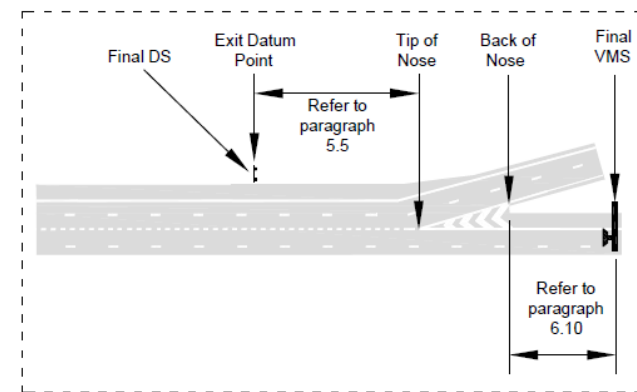 Final DS
Exit Datum
Point
Tip of
Nose
Back of
Nose
Final
VMS
Refer to
paragraph
5.5
Refer to
paragraph
6.10